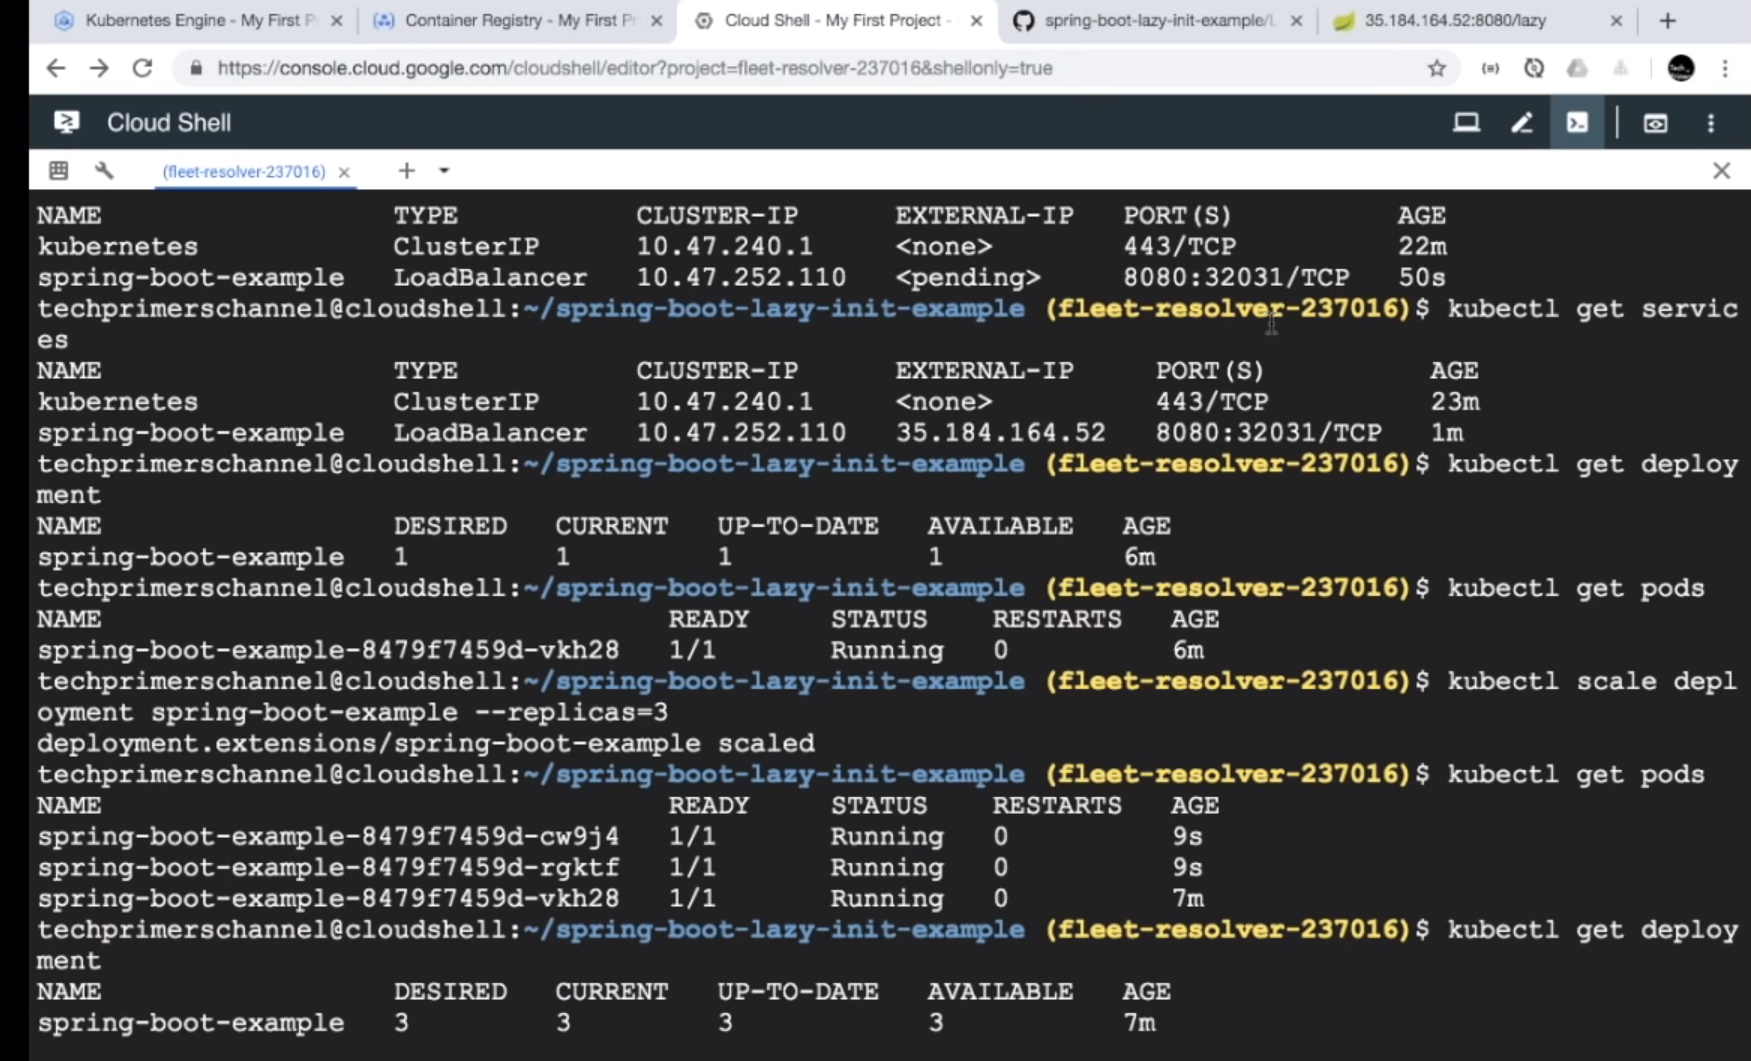 Kubernetes Engine - My First P
Container Registry - My First Pr
Cloud Shell - My First Project -
spring-boot-lazy-init-example/
35.184.164.52:8080/lazy
https://console.cloud.google.com/cloudshell/editor?project=fleet-resolver-237016&shellonly=true
Cloud Shell
(fleet-resolver-237016)
NAME TYPE CLUSTER-IP EXTERNAL-IP PORT(S) AGE
kubernetes ClusterIP 10.47.240.1 <none> 443/TCP 22m
spring-boot-example LoadBalancer 10.47.252.110 <pending> 8080:32031/TCP 50s
techprimerschannel@cloudshell:~/spring-boot-lazy-init-example (fleet-resolver-237016)$ kubectl get servic
es
NAME TYPE CLUSTER-IP EXTERNAL-IP PORT(S) AGE
kubernetes ClusterIP 10.47.240.1 <none> 443/TCP 23m
spring-boot-example LoadBalancer 10.47.252.110 35.184.164.52 8080:32031/TCP 1m
techprimerschannel@cloudshell:~/spring-boot-lazy-init-example (fleet-resolver-237016)$ kubectl get deploy
ment
NAME DESIRED CURRENT UP-TO-DATE AVAILABLE AGE
spring-boot-example 1 1 1 1 6m
techprimerschannel@cloudshell:~/spring-boot-lazy-init-example (fleet-resolver-237016)$ kubectl get pods
NAME READY STATUS RESTARTS AGE
spring-boot-example-8479f7459d-vkh28 1/1 Running 0 6m
techprimerschannel@cloudshell:~/spring-boot-lazy-init-example (fleet-resolver-237016)$ kubectl scale depl
oyment spring-boot-example --replicas=3
deployment.extensions/spring-boot-example scaled
techprimerschannel@cloudshell:~/spring-boot-lazy-init-example (fleet-resolver-237016)$ kubectl get pods
NAME READY STATUS RESTARTS AGE
spring-boot-example-8479f7459d-cw9j4 1/1 Running 0 9s
spring-boot-example-8479f7459d-rgktf 1/1 Running 0 9s
spring-boot-example-8479f7459d-vkh28 1/1 Running 0 7m
techprimerschannel@cloudshell:~/spring-boot-lazy-init-example (fleet-resolver-237016)$ kubectl get deploy
ment
NAME DESIRED CURRENT UP-TO-DATE AVAILABLE AGE
spring-boot-example 3 3 3 3 7m